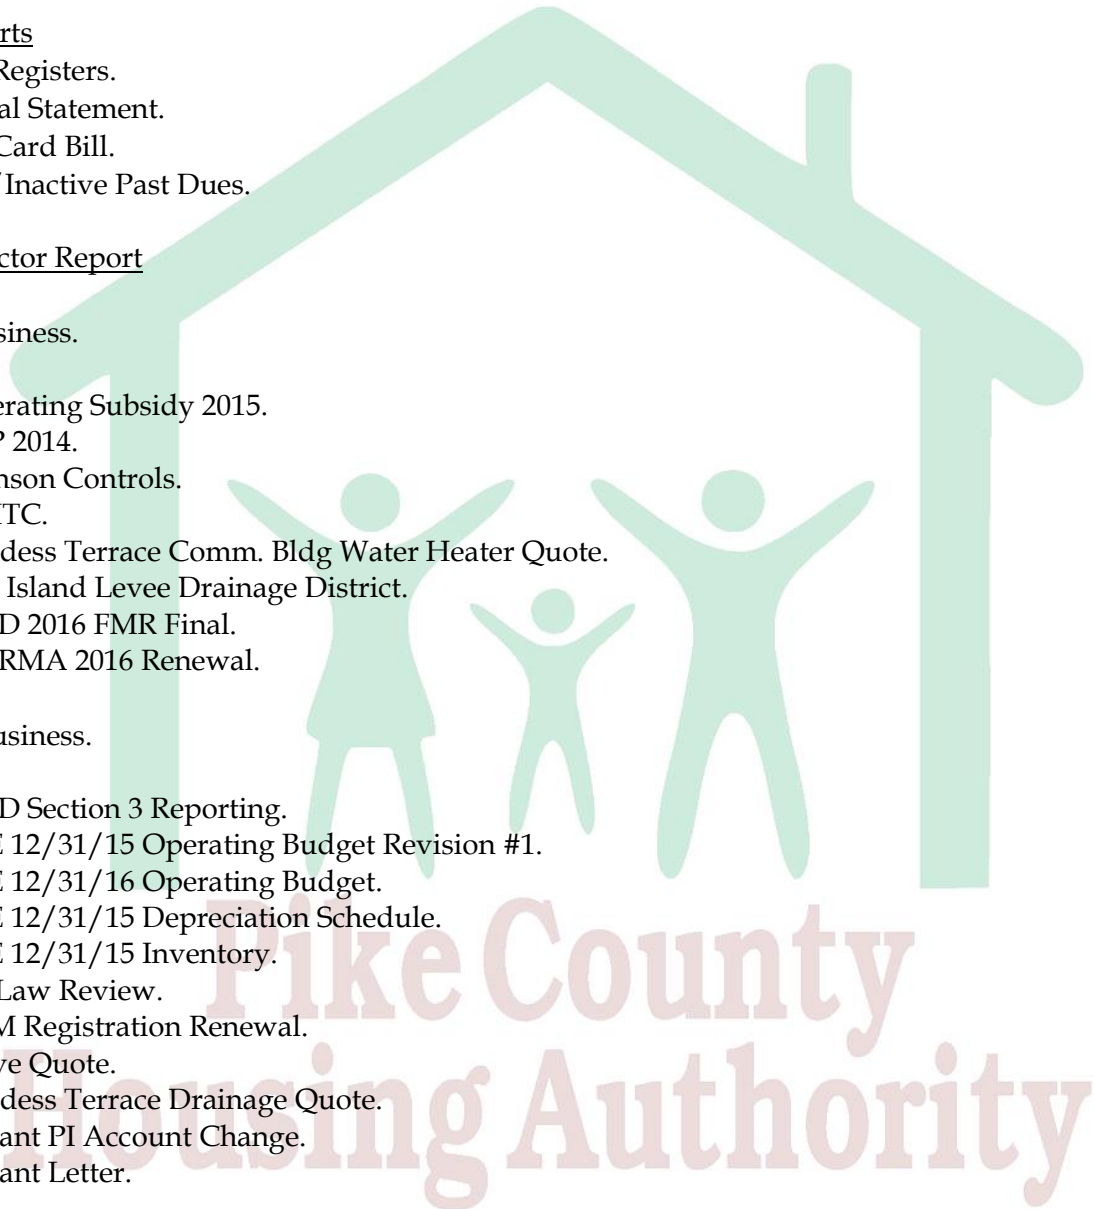 rts
Registers.
al Statement.
Card Bill.
/Inactive Past Dues.
ctor Report
siness.
erating Subsidy 2015.
P 2014.
nson Controls.
ITC.
dess Terrace Comm. Bldg Water Heater Quote.
Island Levee Drainage District.
D 2016 FMR Final.
RMA 2016 Renewal.
usiness.
D Section 3 Reporting.
E 12/31/15 Operating Budget Revision #1.
E 12/31/16 Operating Budget.
E 12/31/15 Depreciation Schedule.
E 12/31/15 Inventory.
Law Review.
M Registration Renewal.
ve Quote.
dess Terrace Drainage Quote.
ant PI Account Change.
ant Letter.
Pike County
Housing Authority